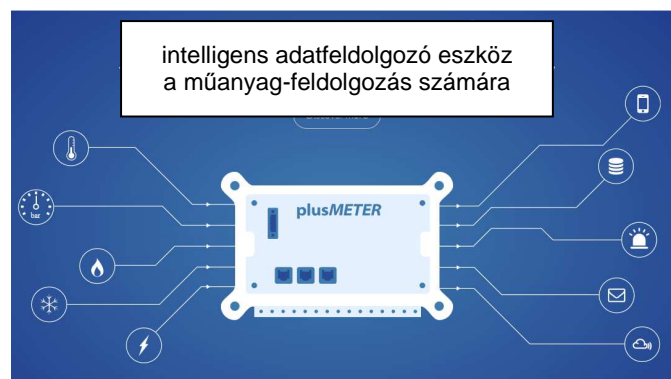 intelligens adatfeldolgozó eszköz
a műanyag-feldolgozás számára
bar
plusMETER